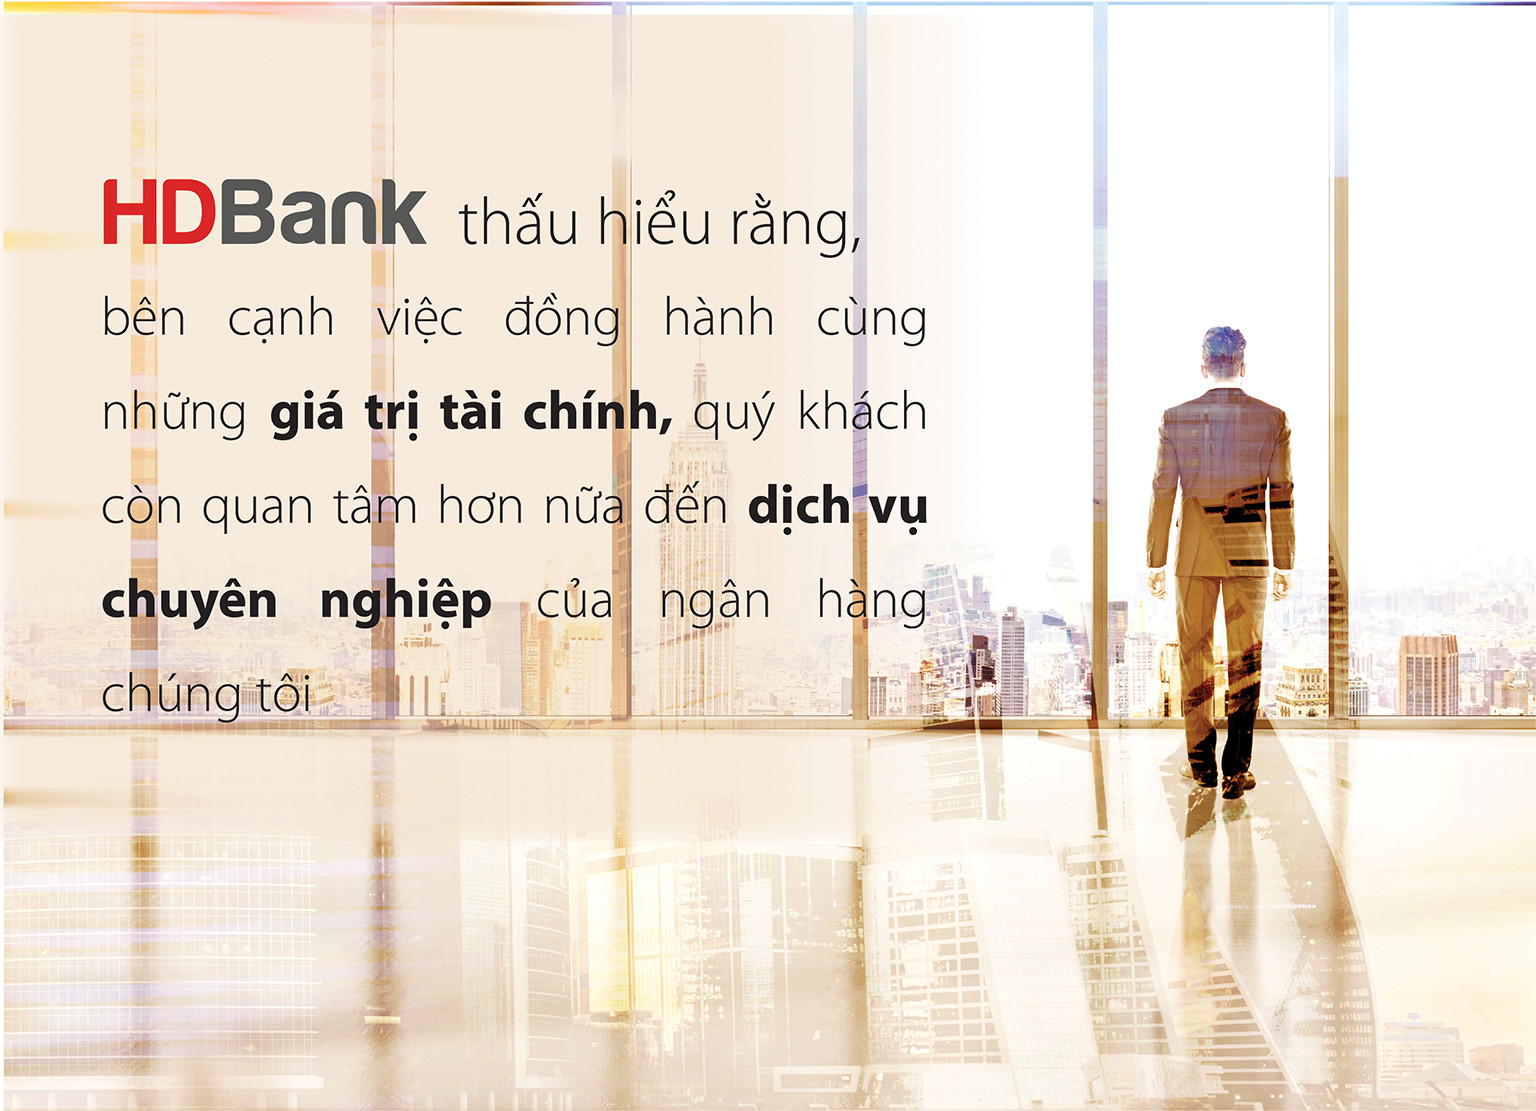 HDBank thấu hiểu rằng,
bên cạnh việc đồng hành cùng
những giá trị tài chính, quý khách
còn quan tâm hơn nữa đến dịch vụ
chuyên nghiệp của ngân hàng
chúng tôi